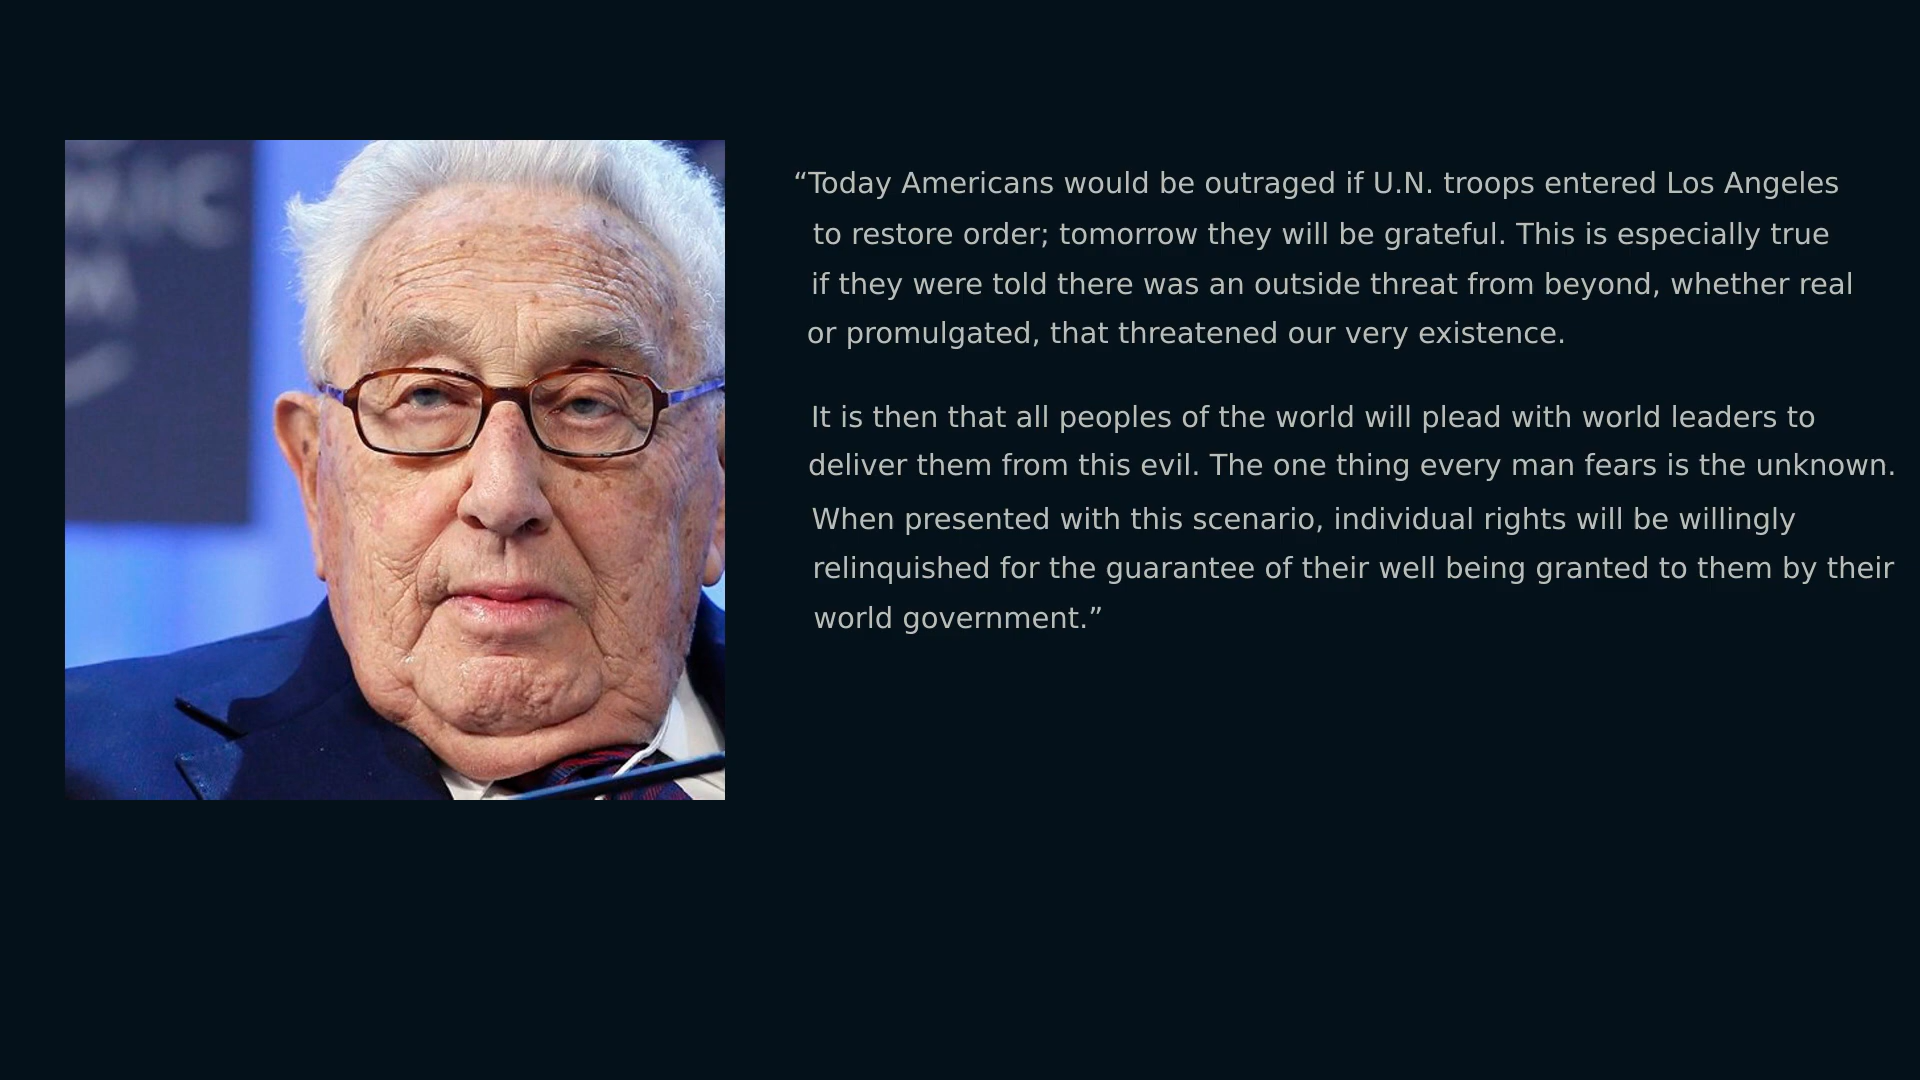 “Today Americans would be outraged if U.N. troops entered Los Angeles
to restore order; tomorrow they will be grateful. This is especially true
if they were told there was an outside threat from beyond, whether real
or promulgated, that threatened our very existence.
It is then that all peoples of the world will plead with world leaders to
deliver them from this evil. The one thing every man fears is the unknown.
When presented with this scenario, individual rights will be willingly
relinquished for the guarantee of their well being granted to them by their
world government.”